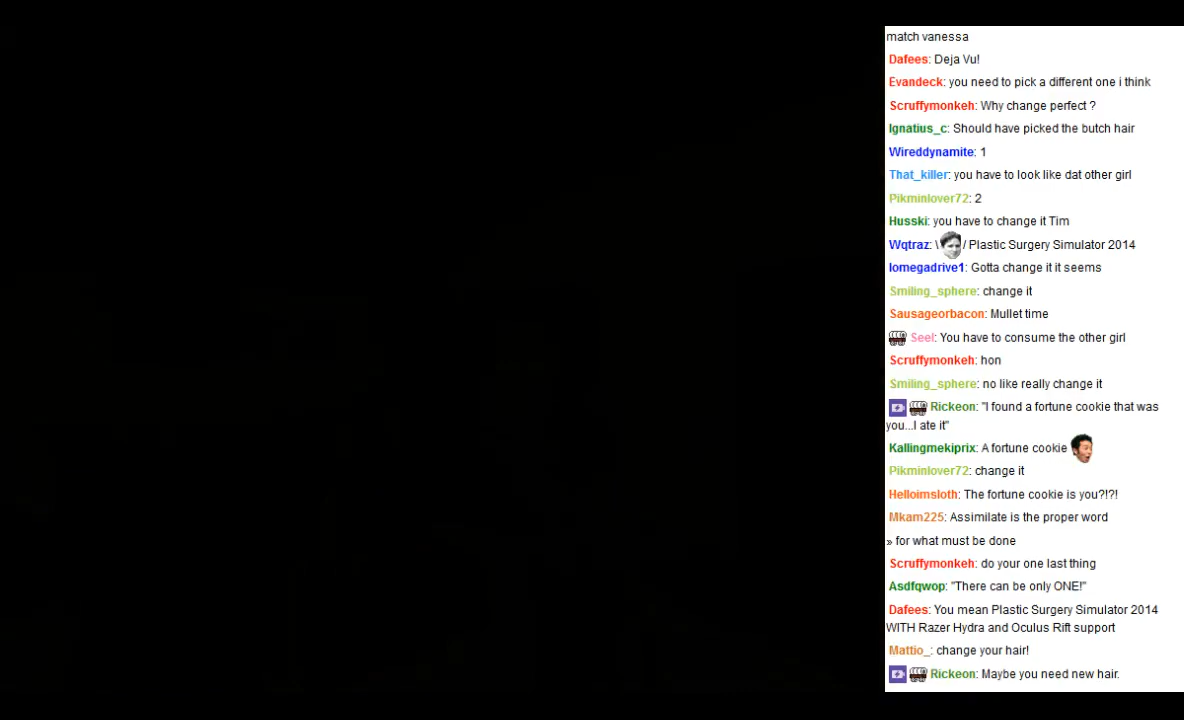 match vanessa
Dafees: Deja Vu!
Evandeck: you need to pick a different one i think
Scruffymonkeh: Why change perfect ?
Ignatius_c: Should have picked the butch hair
Wireddynamite: 1
That_killer: you have to look like dat other girl
Pikminlover72: 2
Husski: you have to change it Tim
Wqtraz: \ / Plastic Surgery Simulator 2014
Iomegadrive1: Gotta change it it seems
Smiling_sphere: change it
Sausageorbacon: Mullet time
Seel: You have to consume the other girl
Scruffymonkeh: hon
Smiling_sphere: no like really change it
Rickeon: "I found a fortune cookie that was
you...I ate it"
Kallingmekiprix: A fortune cookie
Pikminlover72: change it
Helloimsloth: The fortune cookie is you?!?!
Mkam225: Assimilate is the proper word
» for what must be done
Scruffymonkeh: do your one last thing
Asdfqwop: "There can be only ONE!"
Dafees: You mean Plastic Surgery Simulator 2014
WITH Razer Hydra and Oculus Rift support
Mattio_: change your hair!
Rickeon: Maybe you need new hair.